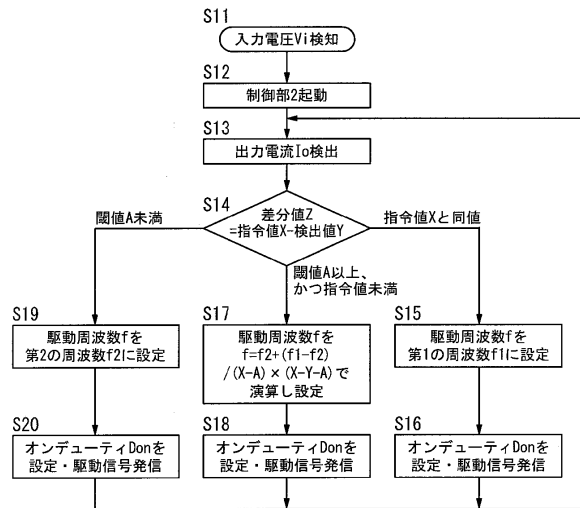 S11
入力電圧Vi検知
S12
制御部2起動
S13
出力電流Io検出
S14
差分値Z
=指令値X-検出値Y
閾値A未満
指令値Xと同値
閾値A以上、
かつ指令値未満
S19
駆動周波数fを
第2の周波数f2に設定
S17
駆動周波数fを
f=f2+(f1-f2)
/(X-A)×(X-Y-A)で
演算し設定
S15
駆動周波数fを
第1の周波数f1に設定
S20
オンデューティDonを
設定・駆動信号発信
S18
オンデューティDonを
設定・駆動信号発信
S16
オンデューティDonを
設定・駆動信号発信